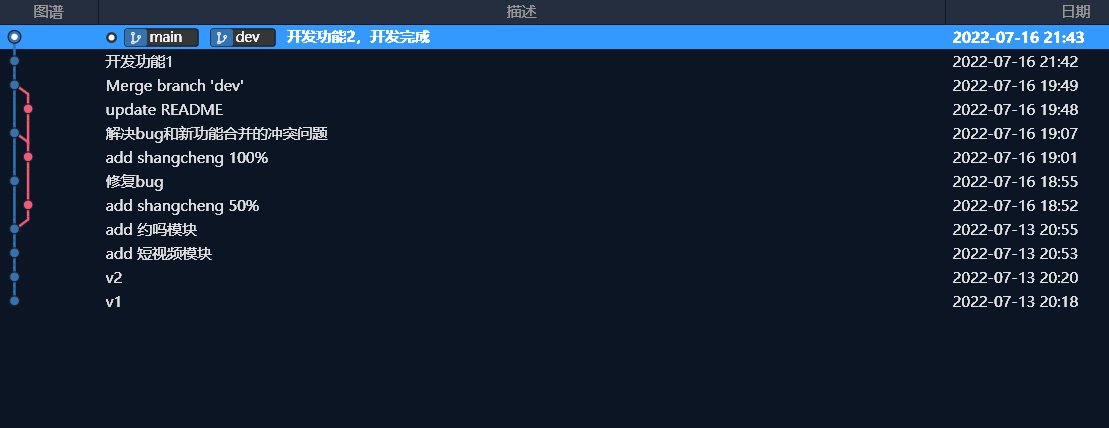 图谱 描述 日期
main dev 开发功能2，开发完成 2022-07-16 21:43
开发功能1 2022-07-16 21:42
Merge branch 'dev' 2022-07-16 19:49
update README 2022-07-16 19:48
解决bug和新功能合并的冲突问题 2022-07-16 19:07
add shangcheng 100% 2022-07-16 19:01
修复bug 2022-07-16 18:55
add shangcheng 50% 2022-07-16 18:52
add 约吗模块 2022-07-13 20:55
add 短视频模块 2022-07-13 20:53
v2 2022-07-13 20:20
v1 2022-07-13 20:18